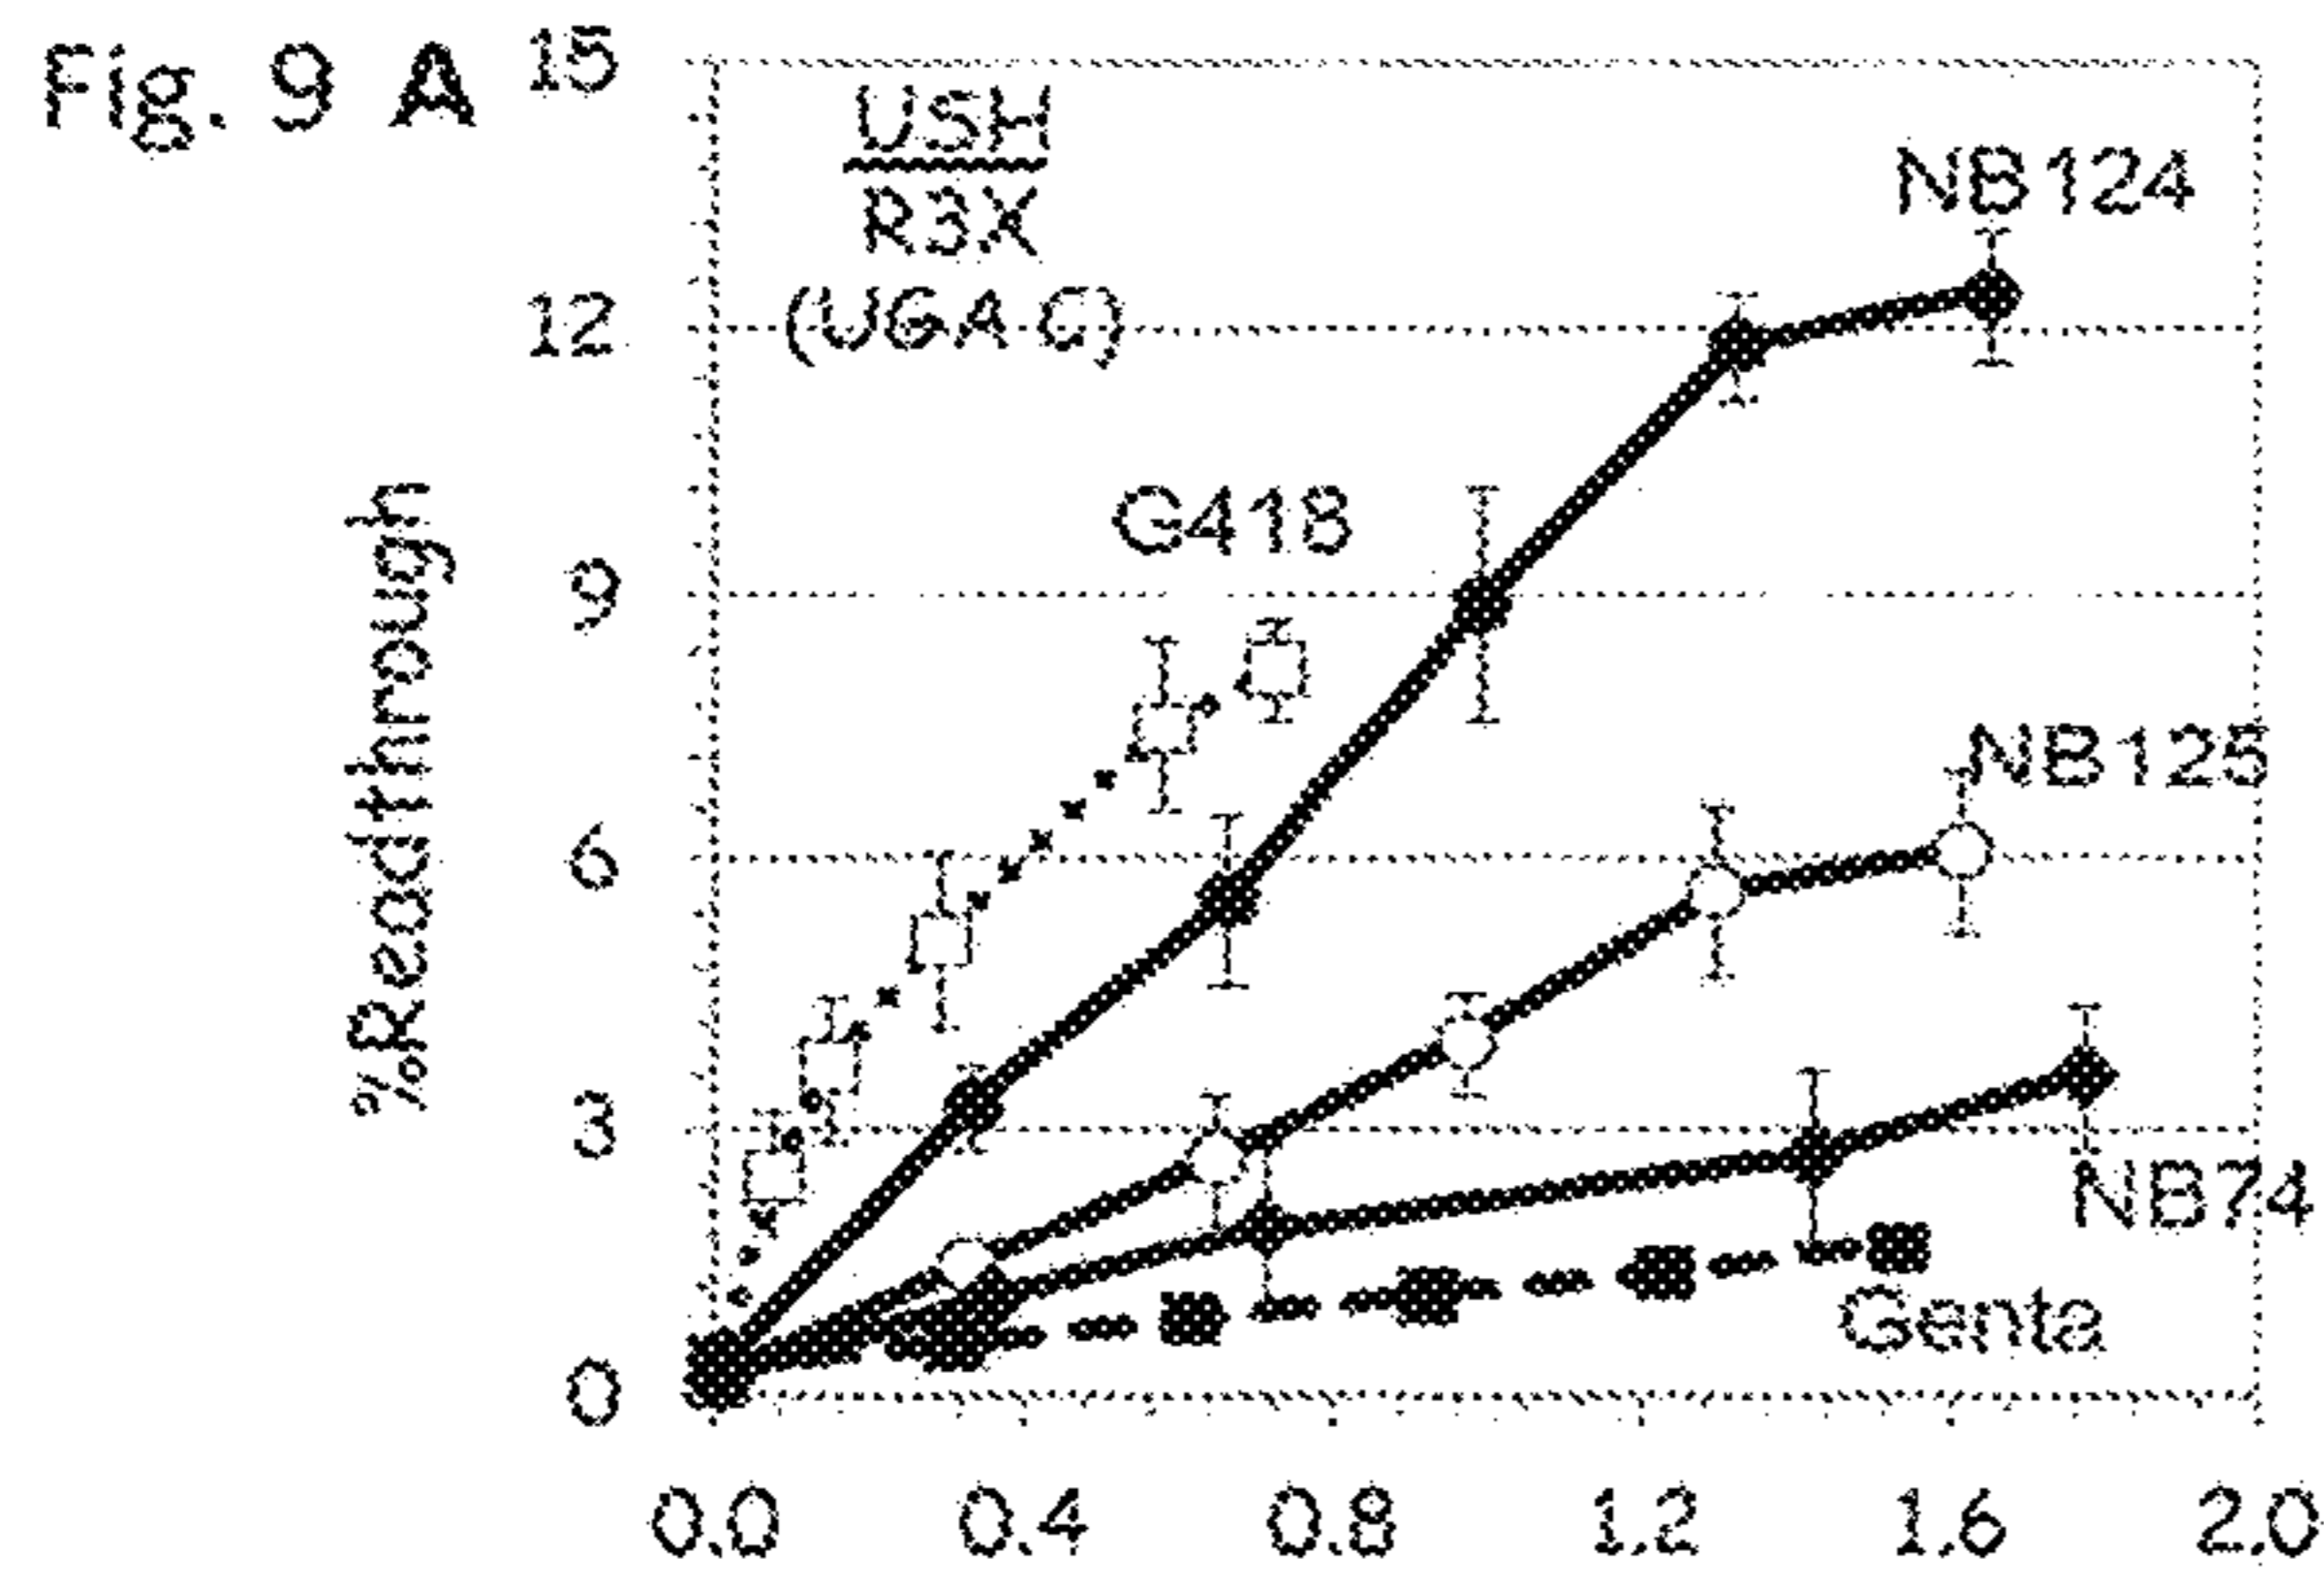 Fig. 9 A
15
USH
R3X
(UGA C)
NB124
12
G418
9
%Readthrough
NB125
6
3
NB74
Genta
0
0.0 0.4 0.8 1.2 1.6 2.0